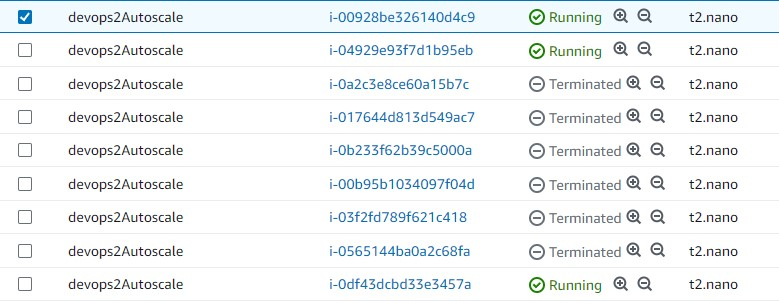 devops2Autoscale i-00928be326140d4c9 Running t2.nano
devops2Autoscale i-04929e93f7d1b95eb Running t2.nano
devops2Autoscale i-0a2c3e8ce60a15b7c Terminated t2.nano
devops2Autoscale i-017644d813d549ac7 Terminated t2.nano
devops2Autoscale i-0b233f62b39c5000a Terminated t2.nano
devops2Autoscale i-00b95b1034097f04d Terminated t2.nano
devops2Autoscale i-03f2fd789f621c418 Terminated t2.nano
devops2Autoscale i-0565144ba0a2c68fa Terminated t2.nano
devops2Autoscale i-0df43dcbd33e3457a Running t2.nano